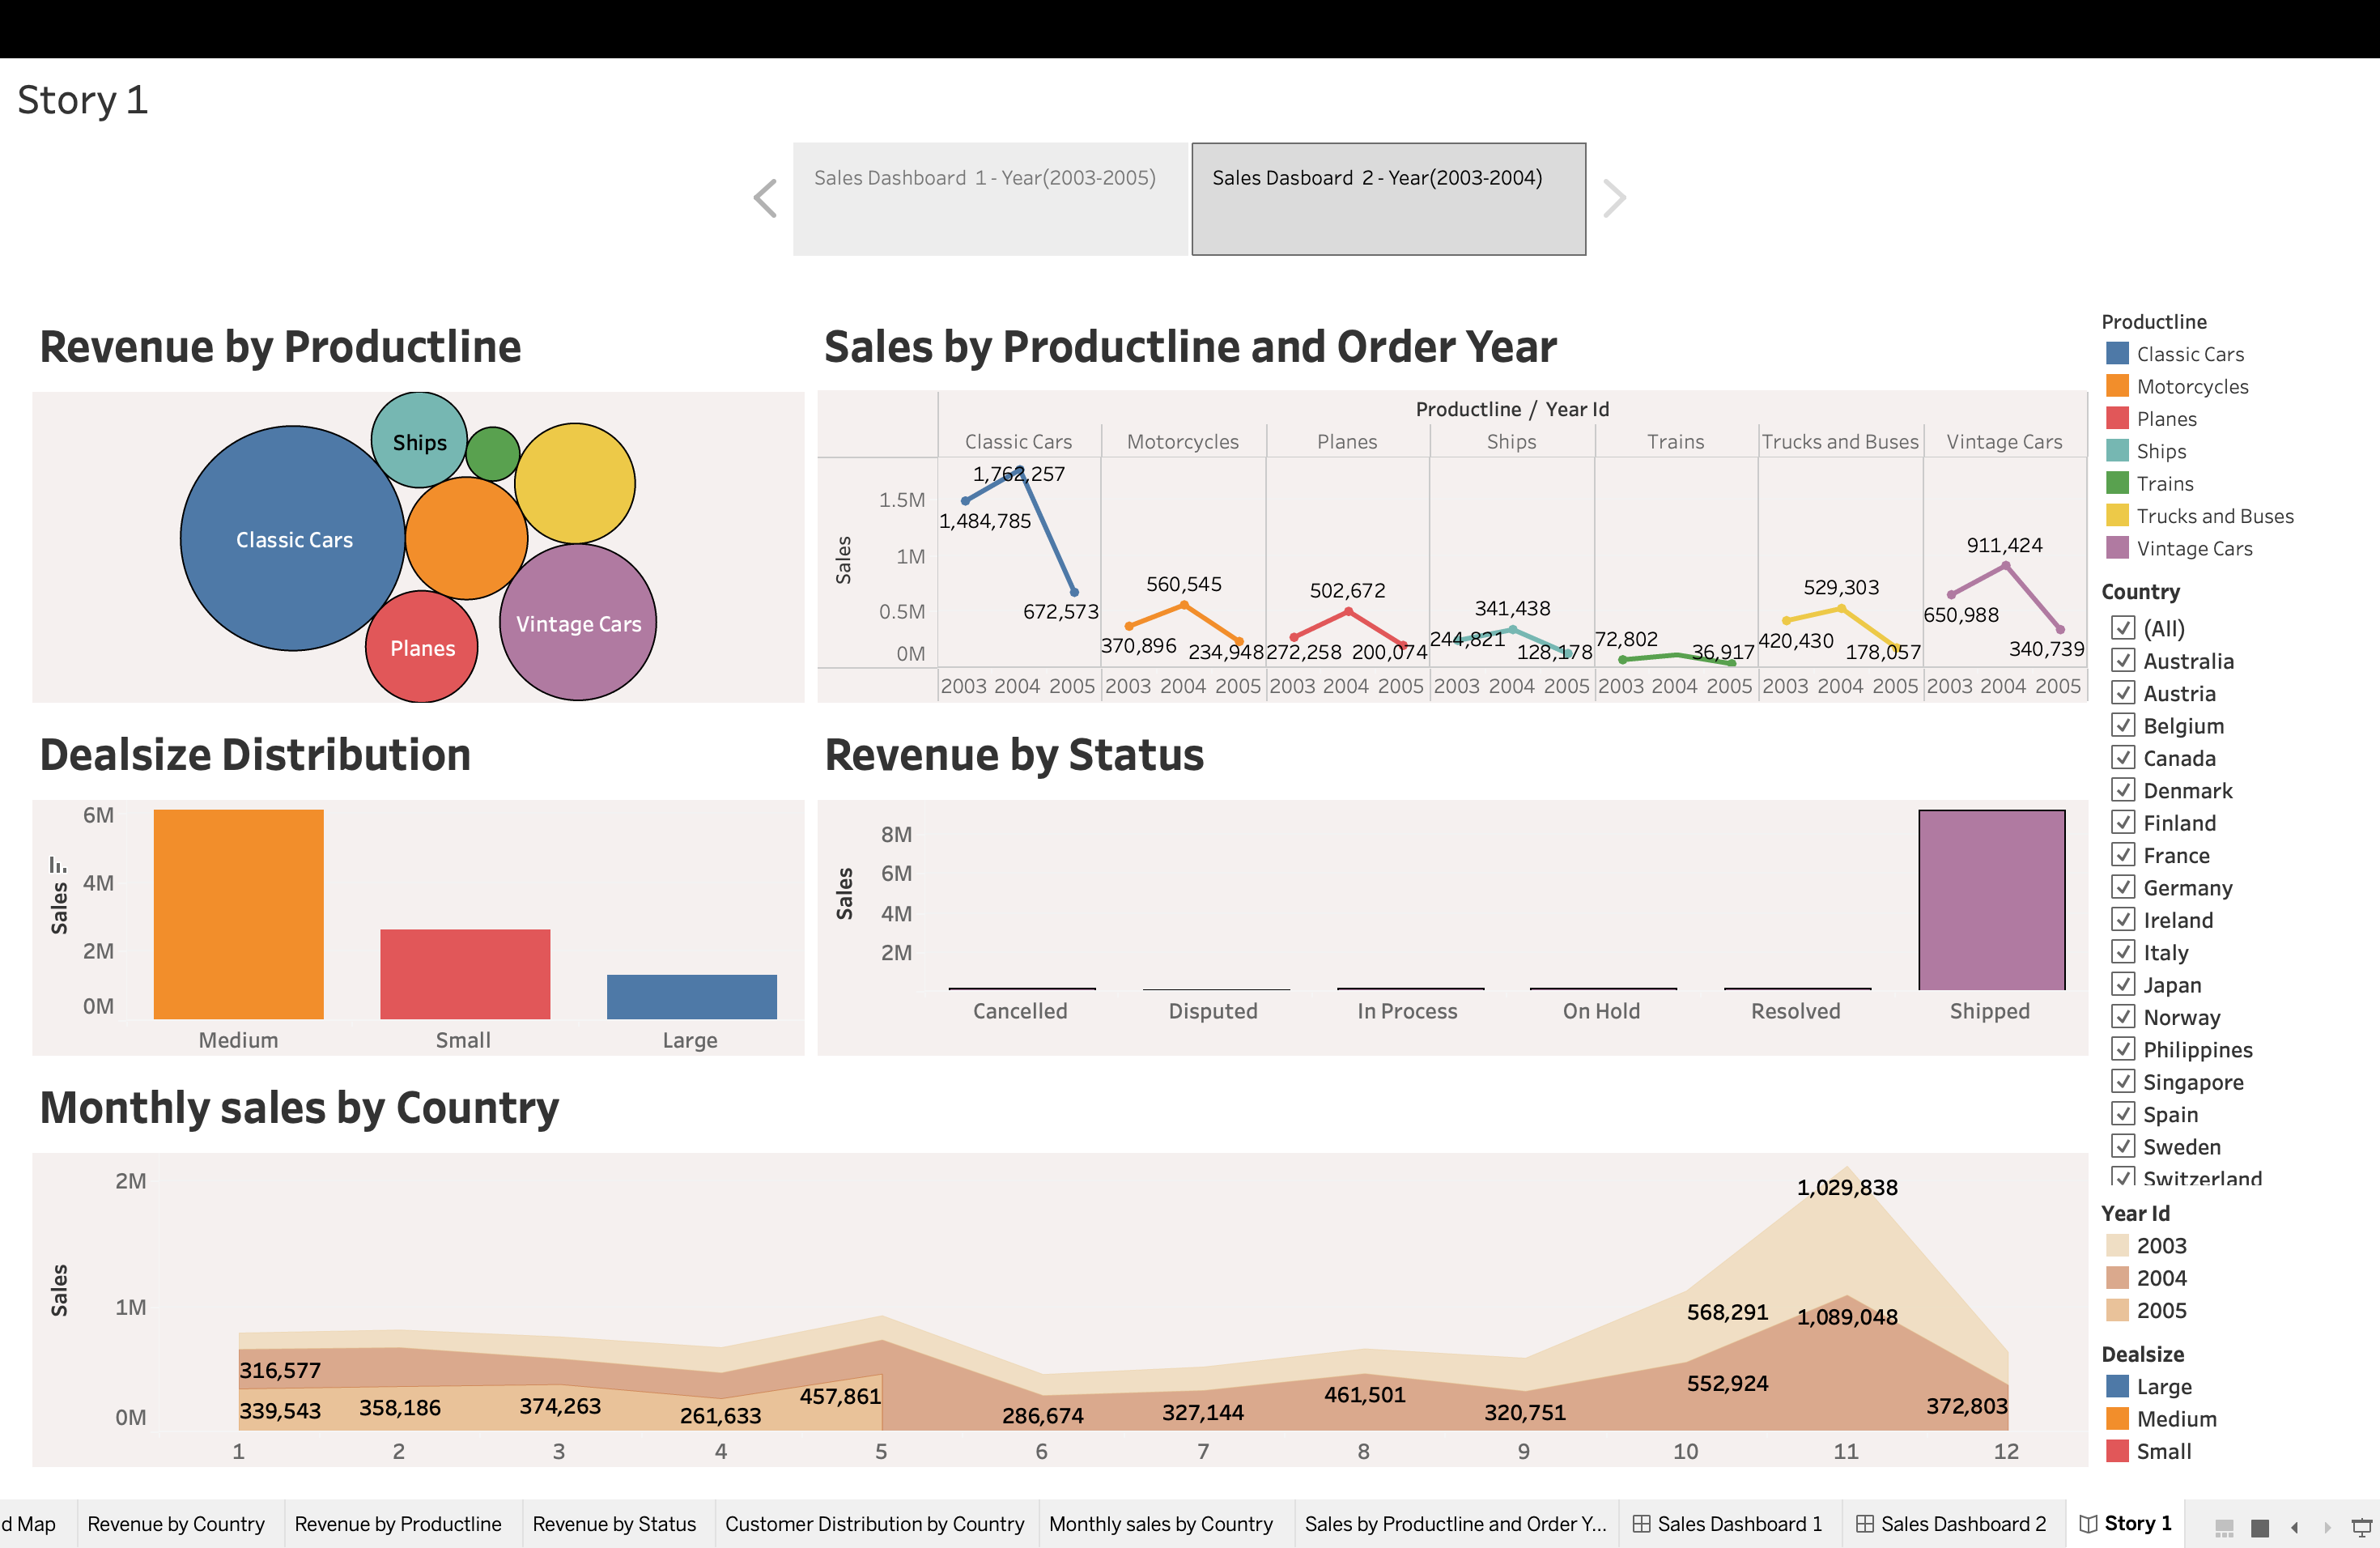 Story 1
Sales Dashboard 1 - Year(2003-2005)
Sales Dasboard 2 - Year(2003-2004)
Revenue by Productline
Ships
Classic Cars
Planes
Vintage Cars
Sales by Productline and Order Year
Productline / Year Id
Classic Cars Motorcycles Planes Ships Trains Trucks and Buses Vintage Cars
Sales
1.5M
1M
0.5M
0M
1,762,257
1,484,785
672,573
560,545
370,896
234,948
502,672
272,258
200,074
341,438
244,821
128,178
72,802
36,917
529,303
420,430
178,057
911,424
650,988
340,739
2003 2004 2005 2003 2004 2005 2003 2004 2005 2003 2004 2005 2003 2004 2005 2003 2004 2005 2003 2004 2005
Productline
Classic Cars
Motorcycles
Planes
Ships
Trains
Trucks and Buses
Vintage Cars
Country
(All)
Australia
Austria
Belgium
Canada
Denmark
Finland
France
Germany
Ireland
Italy
Japan
Norway
Philippines
Singapore
Spain
Sweden
Switzerland
Year Id
2003
2004
2005
Dealsize
Large
Medium
Small
Dealsize Distribution
Sales
6M
4M
2M
0M
Medium Small Large
Revenue by Status
Sales
8M
6M
4M
2M
Cancelled Disputed In Process On Hold Resolved Shipped
Monthly sales by Country
Sales
2M
1M
0M
1,029,838
568,291
1,089,048
316,577
552,924
339,543 358,186 374,263 261,633 457,861 286,674 327,144 461,501 320,751 372,803
1 2 3 4 5 6 7 8 9 10 11 12
d Map Revenue by Country Revenue by Productline Revenue by Status Customer Distribution by Country Monthly sales by Country Sales by Productline and Order Y... Sales Dashboard 1 Sales Dashboard 2 Story 1